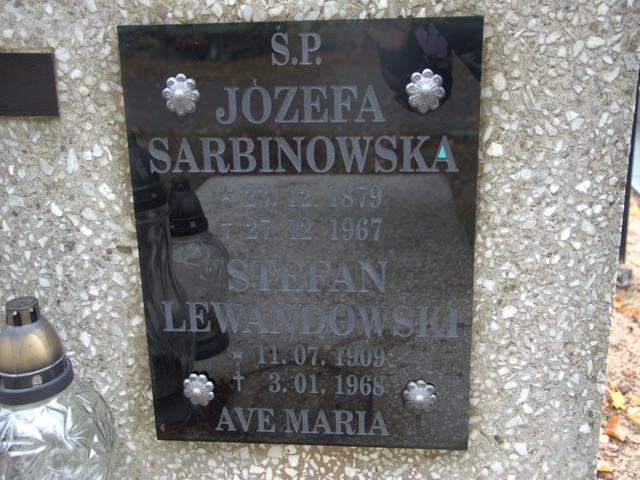 Ś.P.
JÓZEFA
SARBINOWSKA
* 23. 12. 1879
† 27. 12. 1967
STEFAN
LEWANDOWSKI
* 11. 07. 1909
† 3. 01. 1968
AVE MARIA